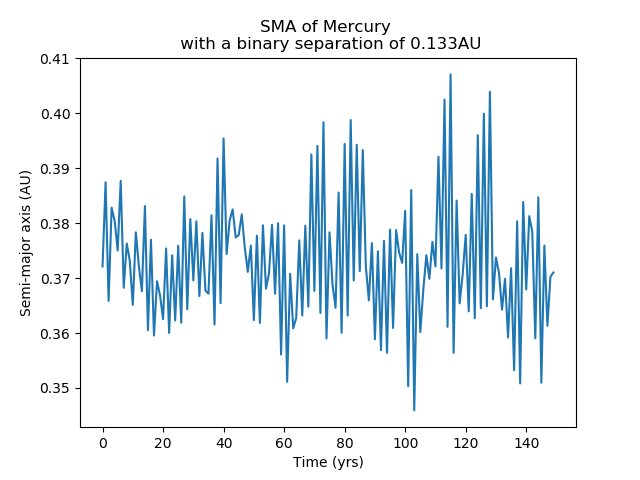 SMA of Mercury
with a binary separation of 0.133AU
0.41
0.40
0.39
0.38
0.37
0.36
0.35
Semi-major axis (AU)
0 20 40 60 80 100 120 140
Time (yrs)